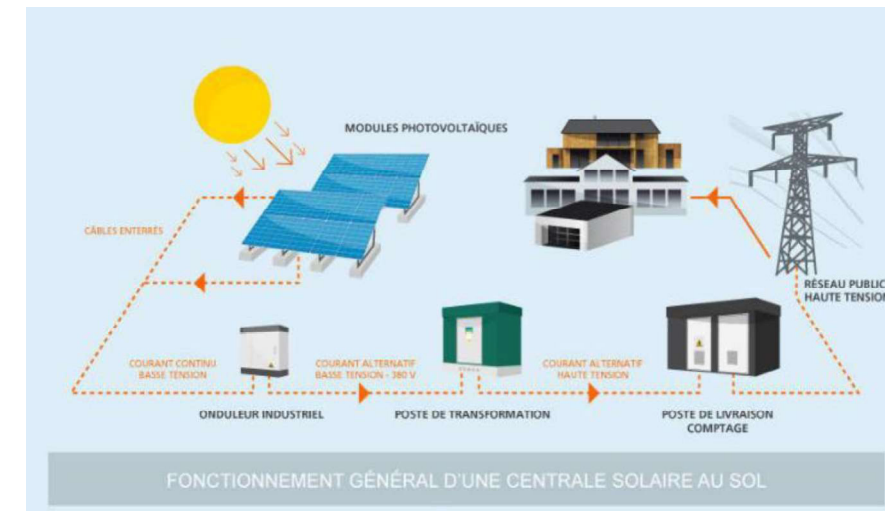 MODULES PHOTOVOLTAÏQUES
CÂBLES ENTERRÉS
RÉSEAU PUBLIC
HAUTE TENSION
COURANT CONTINU
BASSE TENSION
COURANT ALTERNATIF
BASSE TENSION - 380 V
COURANT ALTERNATIF
HAUTE TENSION
ONDULEUR INDUSTRIEL
POSTE DE TRANSFORMATION
POSTE DE LIVRAISON
COMPTAGE
FONCTIONNEMENT GÉNÉRAL D'UNE CENTRALE SOLAIRE AU SOL